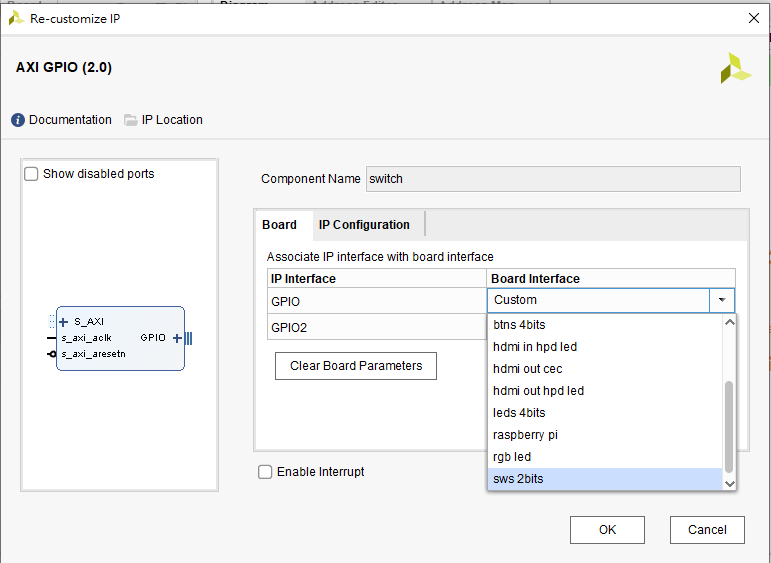 Re-customize IP
AXI GPIO (2.0)
Documentation IP Location
Show disabled ports
S_AXI
s_axi_aclk GPIO
s_axi_aresetn
Component Name switch
Board IP Configuration
Associate IP interface with board interface
IP Interface Board Interface
GPIO Custom
GPIO2
btns 4bits
hdmi in hpd led
hdmi out cec
hdmi out hpd led
leds 4bits
raspberry pi
rgb led
sws 2bits
Clear Board Parameters
Enable Interrupt
OK Cancel